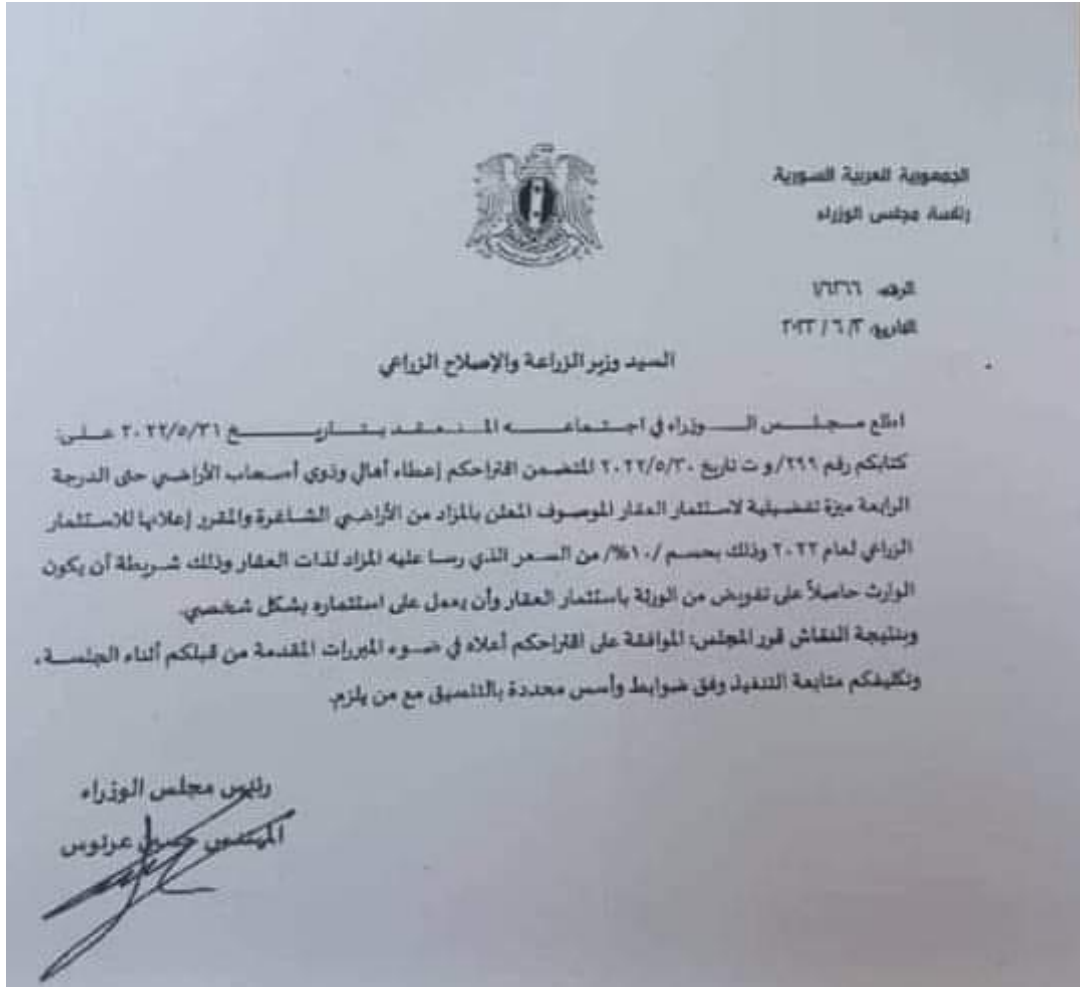 الجمهورية العربية السورية
رئاسة مجلس الوزراء
الرقم: ١/٦٣٦٦
التاريخ: ٣/ ٦ / ٢٠٢٢
السيد وزير الزراعة والإصلاح الزراعي
اطلع مجلس الوزراء في اجتماعه المنعقد بتاريخ ٢٠٢٢/٥/٣١ على:
كتابكم رقم ٢٩٩/و ت تاريخ ٢٠٢٢/٥/٣٠ المتضمن اقتراحكم إعطاء أهالي وذوي أصحاب الأراضي حتى الدرجة
الرابعة ميزة تفضيلية لاستثمار العقار الموصوف المعلن بالمزاد من الأراضي الشاغرة والمقرر إعلانها للاستثمار
الزراعي لعام ٢٠٢٢ وذلك بحسم /١٠%/ من السعر الذي رسا عليه المزاد لذات العقار وذلك شريطة أن يكون
الوارث حاصلاً على تفويض من الورثة باستثمار العقار وأن يعمل على استثماره بشكل شخصي.
وبنتيجة النقاش قرر المجلس: الموافقة على اقتراحكم أعلاه في ضوء المبررات المقدمة من قبلكم أثناء الجلسة،
وتكليفكم متابعة التنفيذ وفق ضوابط وأسس محددة بالتنسيق مع من يلزم.
رئيس مجلس الوزراء
المهندس حسين عرنوس